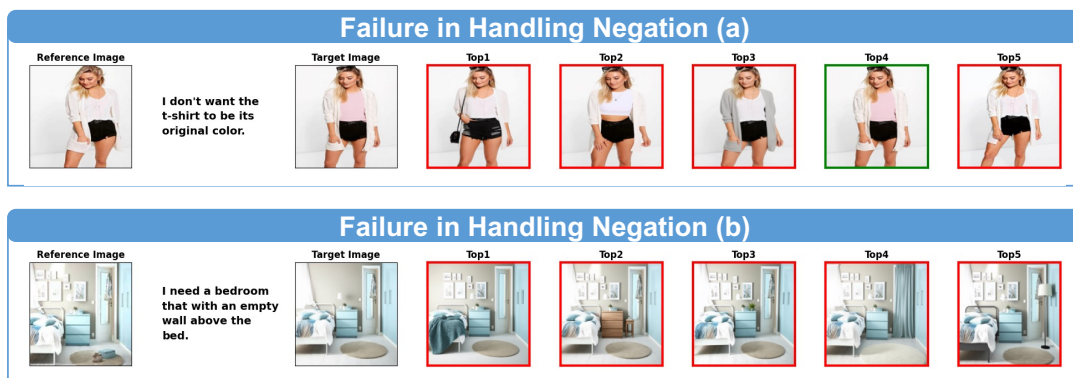 Failure in Handling Negation (a)
Reference Image
Target Image
Top1
Top2
Top3
Top4
Top5
I don't want the
t-shirt to be its
original color.
Failure in Handling Negation (b)
Reference Image
Target Image
Top1
Top2
Top3
Top4
Top5
I need a bedroom
that with an empty
wall above the
bed.